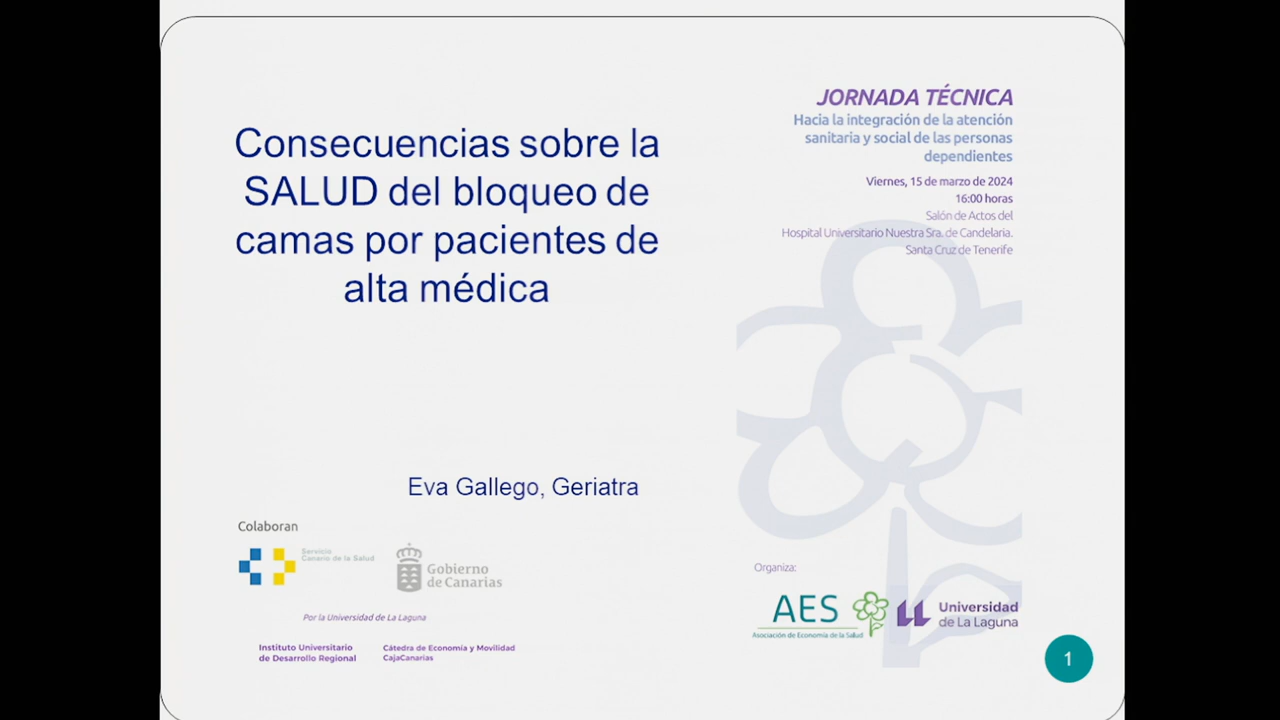 Consecuencias sobre la
SALUD del bloqueo de
camas por pacientes de
alta médica
Eva Gallego, Geriatra
Colaboran
Servicio
Canario de la Salud
Gobierno
de Canarias
Por la Universidad de La Laguna
Instituto Universitario
de Desarrollo Regional
Cátedra de Economía y Movilidad
CajaCanarias
JORNADA TÉCNICA
Hacia la integración de la atención
sanitaria y social de las personas
dependientes
Viernes, 15 de marzo de 2024
16:00 horas
Salón de Actos del
Hospital Universitario Nuestra Sra. de Candelaria.
Santa Cruz de Tenerife
Organiza:
AES
Asociación de Economía de la Salud
Universidad
de La Laguna
1